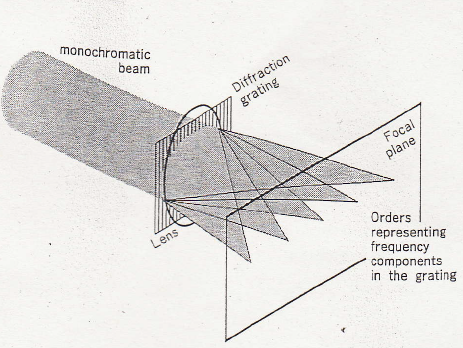 monochromatic
beam
Diffraction
grating
Focal
plane
Lens
Orders
representing
frequency
components
in the grating